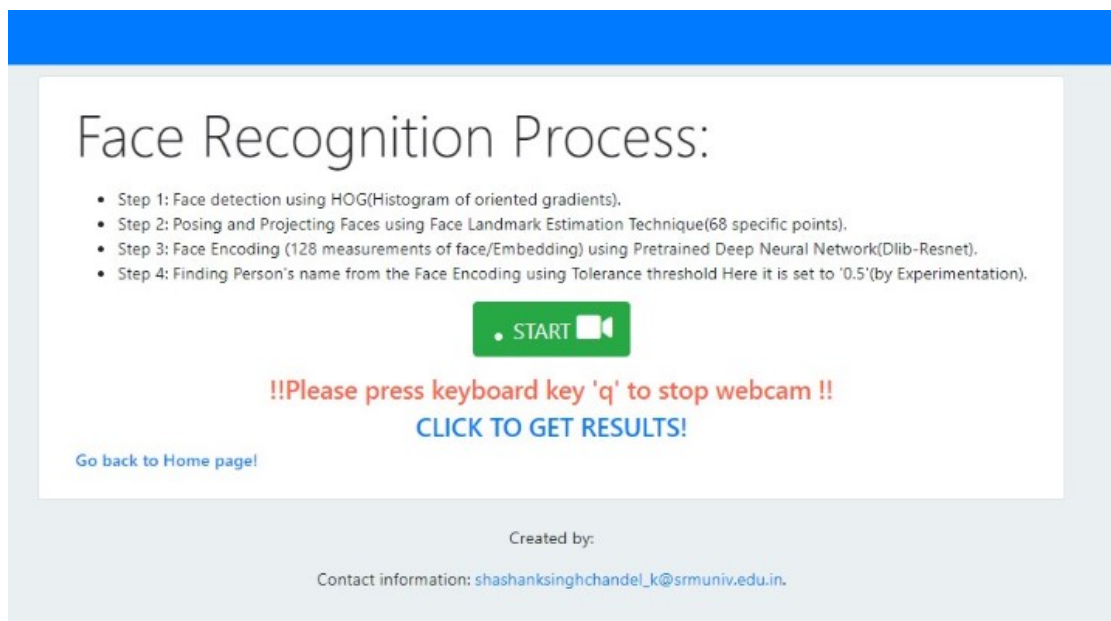 Face Recognition Process:
• Step 1: Face detection using HOG(Histogram of oriented gradients).
• Step 2: Posing and Projecting Faces using Face Landmark Estimation Technique(68 specific points).
• Step 3: Face Encoding (128 measurements of face/Embedding) using Pretrained Deep Neural Network(Dlib-Resnet).
• Step 4: Finding Person's name from the Face Encoding using Tolerance threshold Here it is set to '0.5'(by Experimentation).
. START
!!Please press keyboard key 'q' to stop webcam !!
CLICK TO GET RESULTS!
Go back to Home page!
Created by:
Contact information: shashanksinghchandel_k@srmuniv.edu.in.